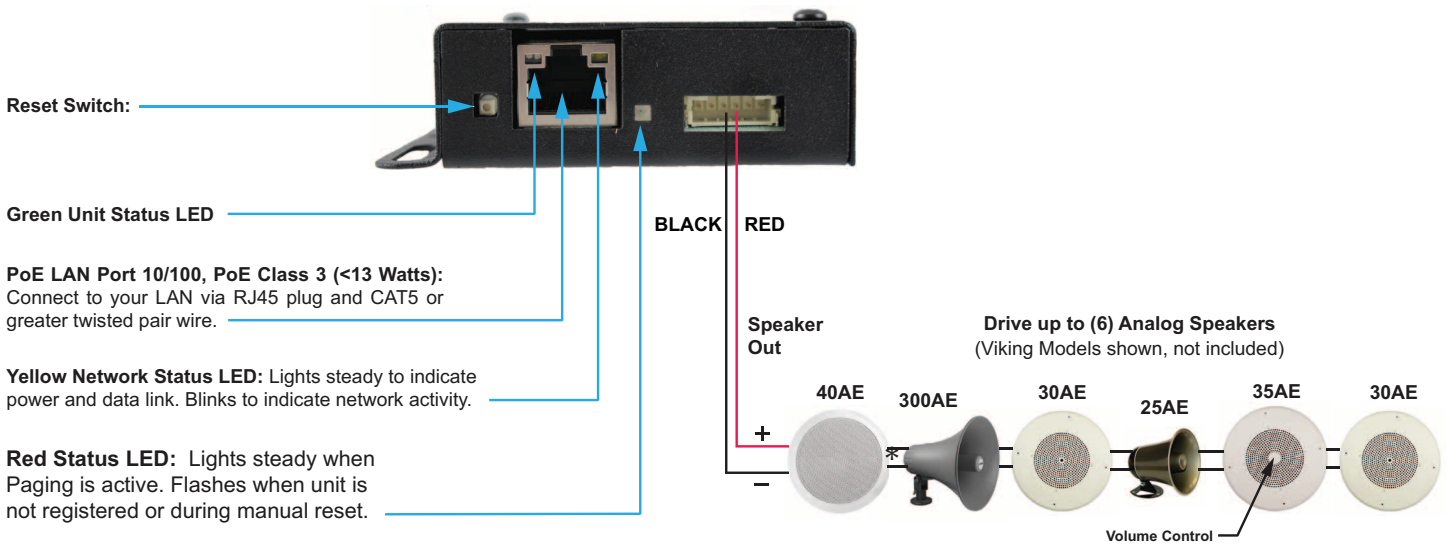 Reset Switch:
Green Unit Status LED
PoE LAN Port 10/100, PoE Class 3 (<13 Watts):
Connect to your LAN via RJ45 plug and CAT5 or
greater twisted pair wire.
Yellow Network Status LED: Lights steady to indicate
power and data link. Blinks to indicate network activity.
Red Status LED: Lights steady when
Paging is active. Flashes when unit is
not registered or during manual reset.
BLACK
RED
Speaker
Out
+
–
Drive up to (6) Analog Speakers
(Viking Models shown, not included)
40AE
*
300AE
30AE
25AE
35AE
30AE
Volume Control